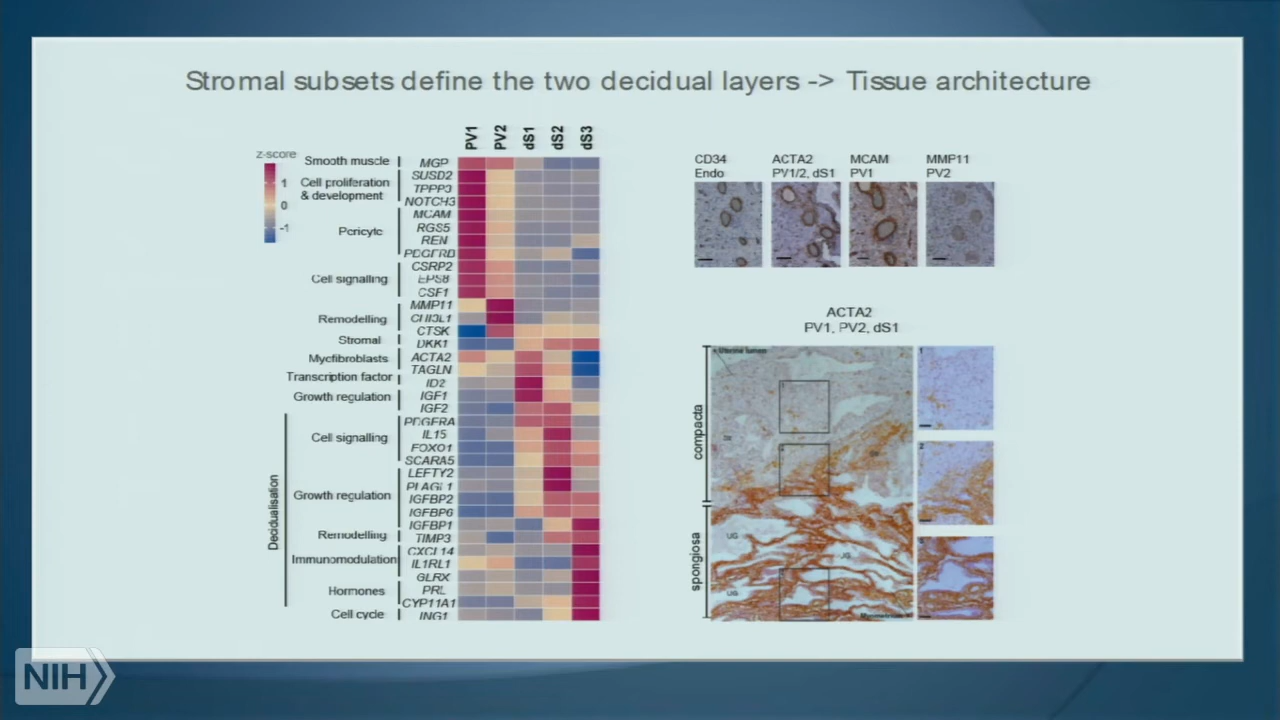 Stromal subsets define the two decidual layers -> Tissue architecture
PV1 PV2 dS1 dS2 dS3
z-score
1
0
-1
Smooth muscle
Cell proliferation
& development
Pericyte
Cell signalling
Remodelling
Stromal
Myofibroblasts
Transcription factor
Growth regulation
Cell signalling
Growth regulation
Remodelling
Immunomodulation
Hormones
Cell cycle
Decidualisation
MGP
SUSD2
TPPP3
NOTCH3
MCAM
RGS5
REN
PDGFRB
CSRP2
EPS8
CSF1
MMP11
CHI3L1
CTSK
DKK1
ACTA2
TAGLN
ID2
IGF1
IGF2
PDGFRA
IL15
FOXO1
SCARA5
LEFTY2
PLAGL1
IGFBP2
IGFBP6
IGFBP1
TIMP3
CXCL14
IL1RL1
GLRX
PRL
CYP11A1
ING1
CD34
Endo
ACTA2
PV1/2, dS1
MCAM
PV1
MMP11
PV2
ACTA2
PV1, PV2, dS1
compacta
spongiosa
Uterine lumen
UG
UG
1
2
NIH